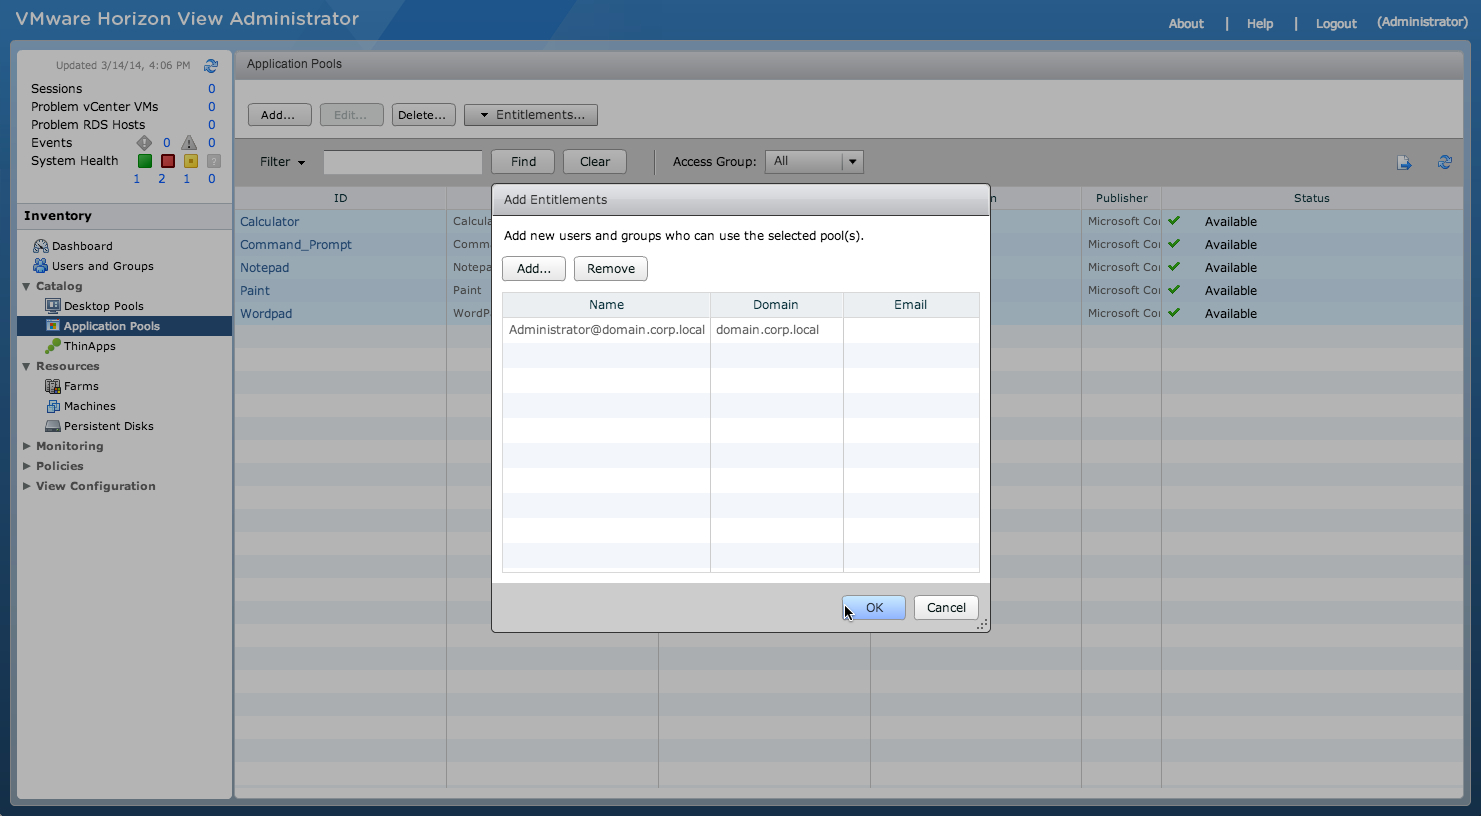 VMware Horizon View Administrator
About | Help | Logout (Administrator)
Updated 3/14/14, 4:06 PM
Sessions 0
Problem vCenter VMs 0
Problem RDS Hosts 0
Events 0 0
System Health
1 2 1 0
Inventory
Dashboard
Users and Groups
Catalog
Desktop Pools
Application Pools
ThinApps
Resources
Farms
Machines
Persistent Disks
Monitoring
Policies
View Configuration
Application Pools
Add... Edit... Delete... Entitlements...
Filter Find Clear Access Group: All
ID Publisher Status
Calculator Calcula Microsoft Co Available
Command_Prompt Comm Microsoft Co Available
Notepad Notepa Microsoft Co Available
Paint Paint Microsoft Co Available
Wordpad WordP Microsoft Co Available
Add Entitlements
Add new users and groups who can use the selected pool(s).
Add... Remove
Name Domain Email
Administrator@domain.corp.local domain.corp.local
OK Cancel